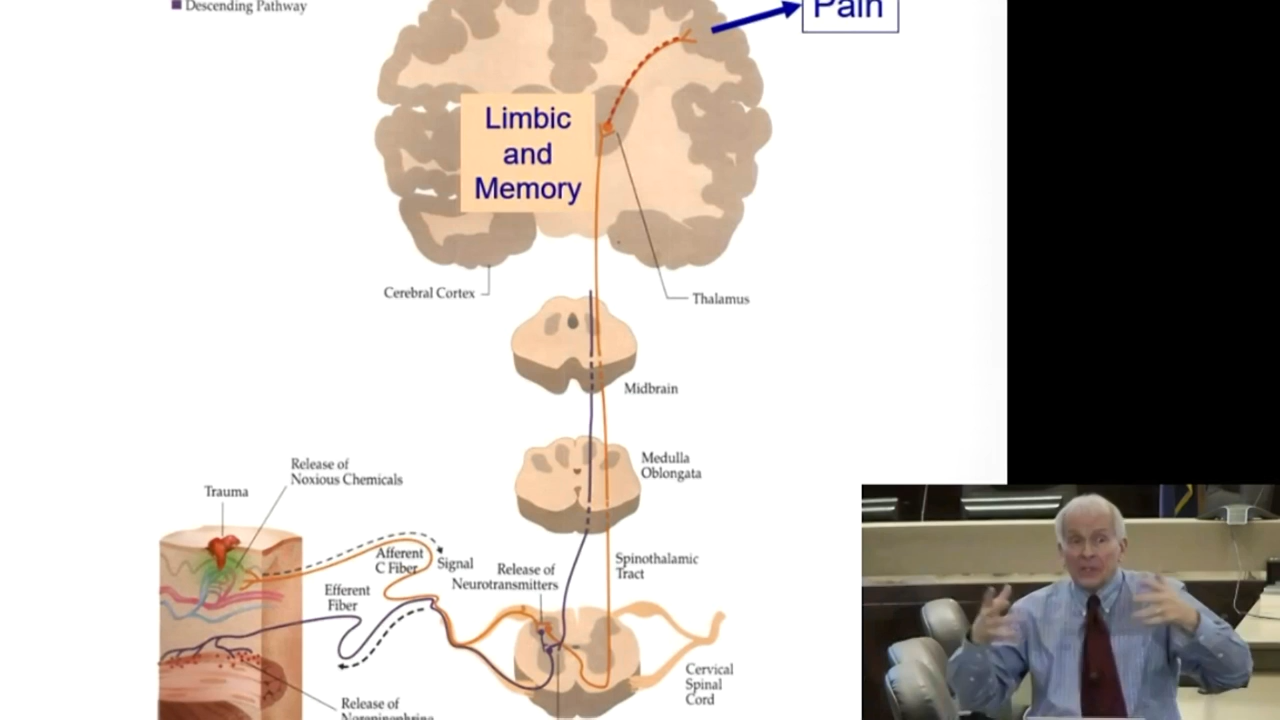 Descending Pathway
Pain
Limbic
and
Memory
Cerebral Cortex
Thalamus
Midbrain
Medulla
Oblongata
Release of
Noxious Chemicals
Trauma
Afferent
C Fiber
Signal
Release of
Neurotransmitters
Spinothalamic
Tract
Efferent
Fiber
Cervical
Spinal
Cord
Release of
Norepinephrine